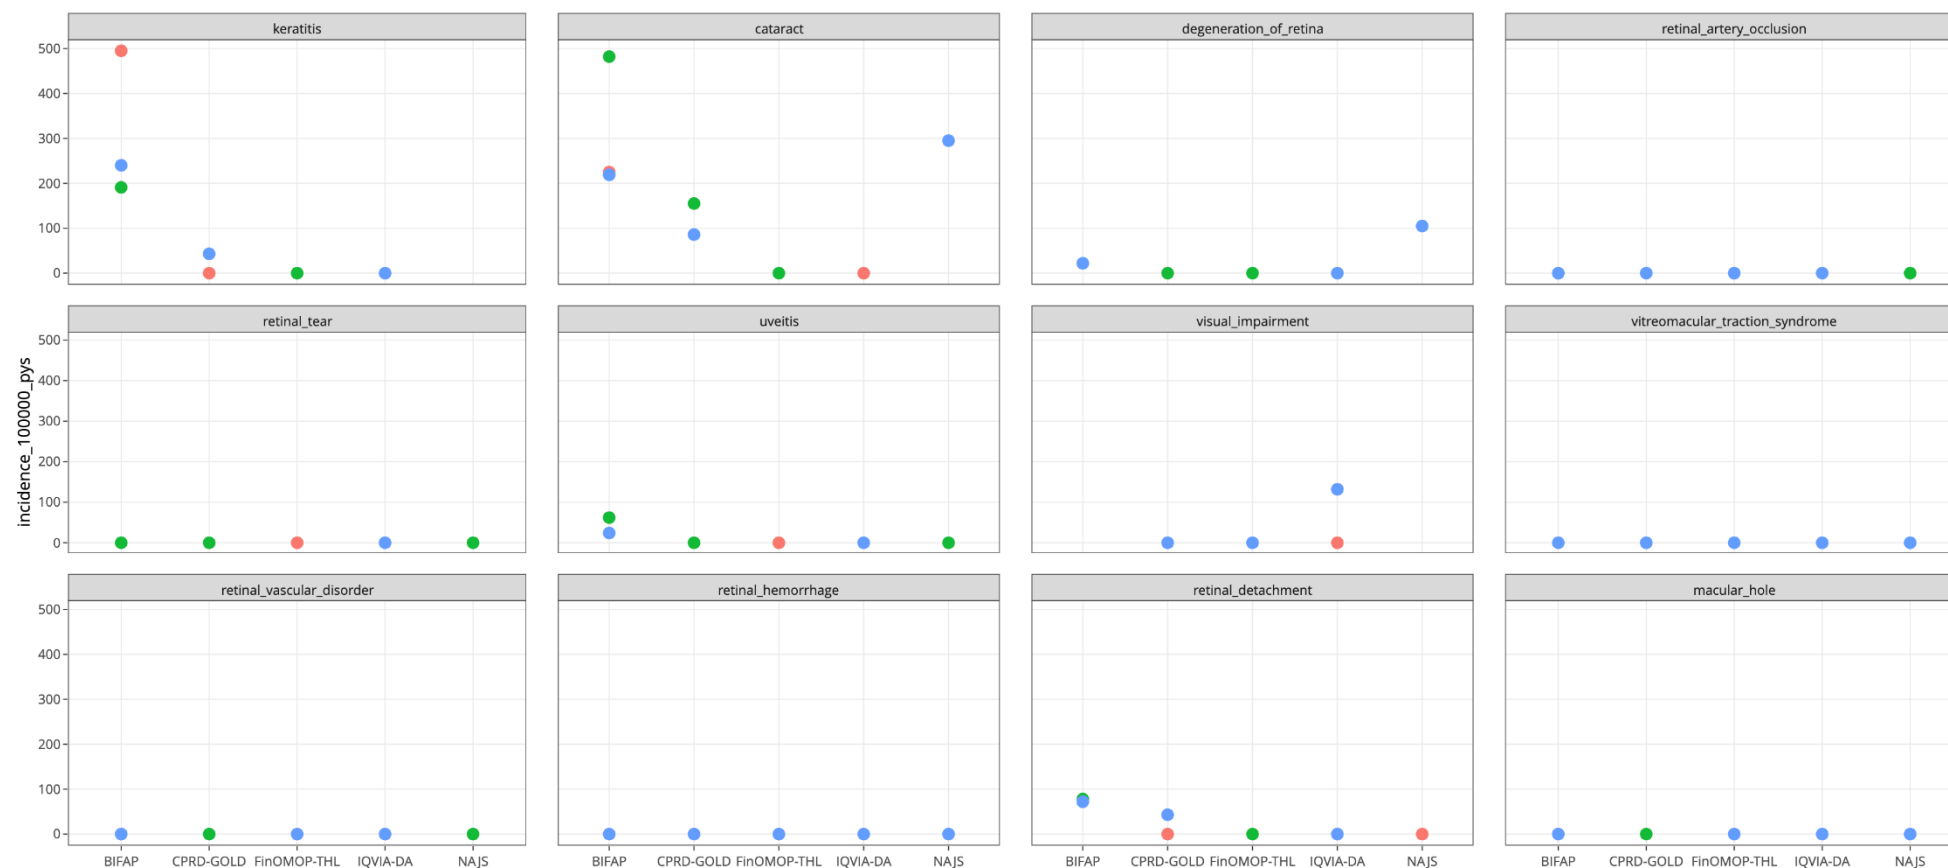 keratitis
cataract
degeneration_of_retina
retinal_artery_occlusion
500
400
300
200
100
0
retinal_tear
uveitis
visual_impairment
vitreomacular_traction_syndrome
500
400
300
200
100
0
incidence_100000_pys
retinal_vascular_disorder
retinal_hemorrhage
retinal_detachment
macular_hole
500
400
300
200
100
0
BIFAP CPRD-GOLD FinOMOP-THL IQVIA-DA NAJS
BIFAP CPRD-GOLD FinOMOP-THL IQVIA-DA NAJS
BIFAP CPRD-GOLD FinOMOP-THL IQVIA-DA NAJS
BIFAP CPRD-GOLD FinOMOP-THL IQVIA-DA NAJS